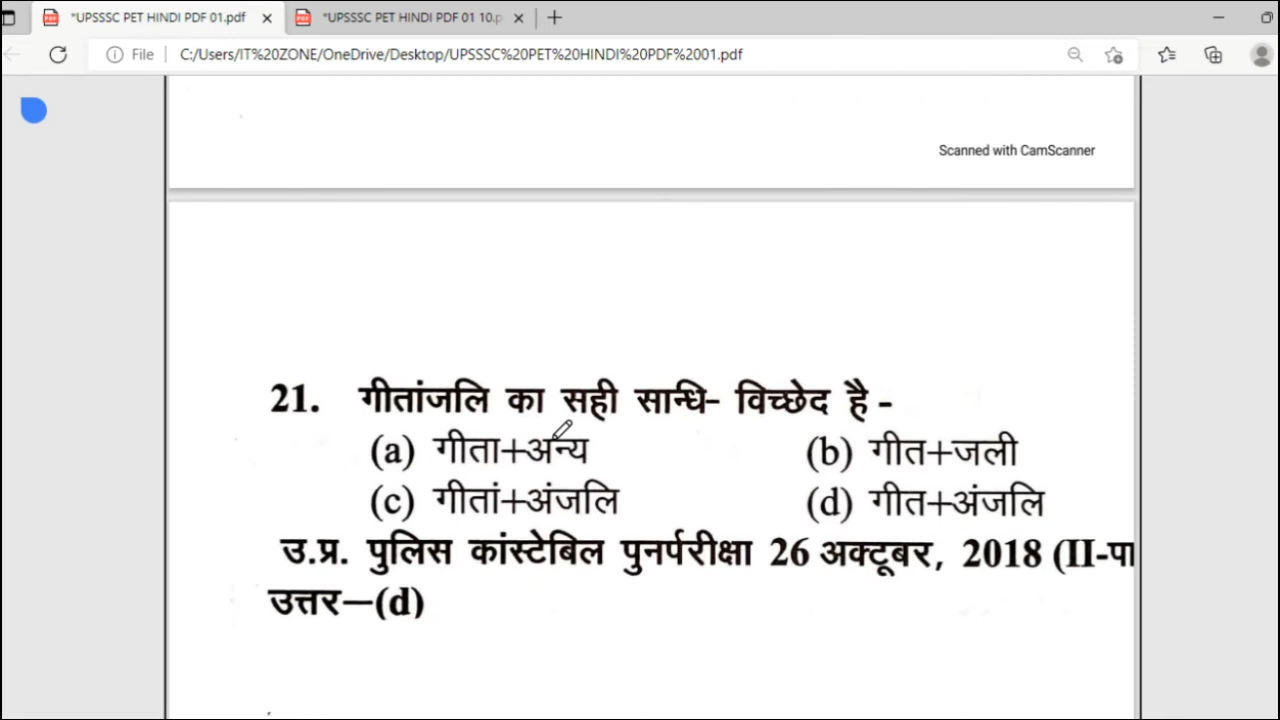 *UPSSSC PET HINDI PDF 01.pdf
*UPSSSC PET HINDI PDF 01 10.p
File
C:/Users/IT%20ZONE/OneDrive/Desktop/UPSSSC%20PET%20HINDI%20PDF%2001.pdf
Scanned with CamScanner
21. गीतांजलि का सही सान्धि- विच्छेद है -
(a) गीता+अन्य (b) गीत+जली
(c) गीतां+अंजलि (d) गीत+अंजलि
उ.प्र. पुलिस कांस्टेबिल पुनर्परीक्षा 26 अक्टूबर, 2018 (II-पा
उत्तर–(d)